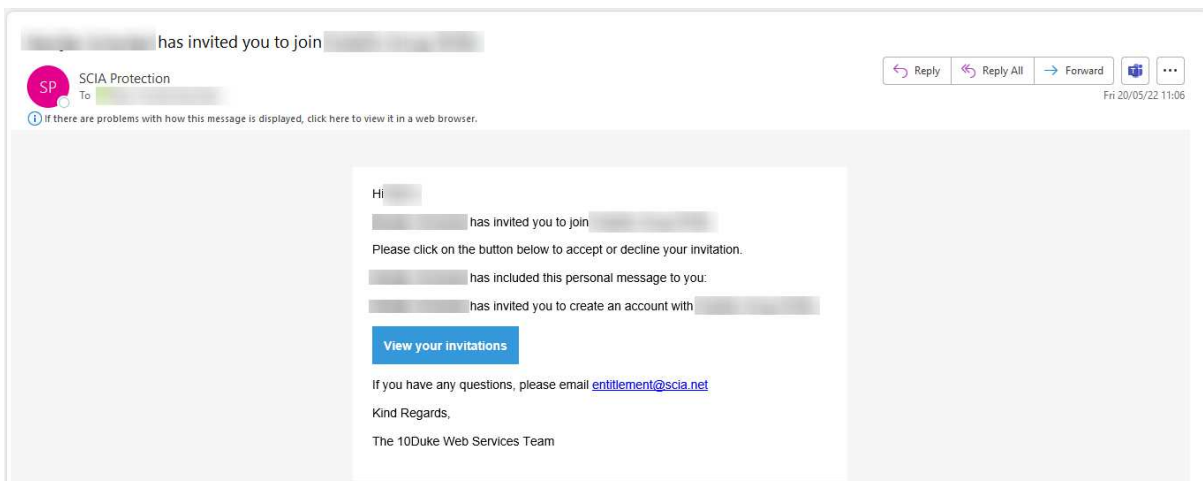 has invited you to join
SP
SCIA Protection
To
Reply
Reply All
Forward
Fri 20/05/22 11:06
If there are problems with how this message is displayed, click here to view it in a web browser.
Hi
has invited you to join
Please click on the button below to accept or decline your invitation.
has included this personal message to you:
has invited you to create an account with
View your invitations
If you have any questions, please email entitlement@scia.net
Kind Regards,
The 10Duke Web Services Team